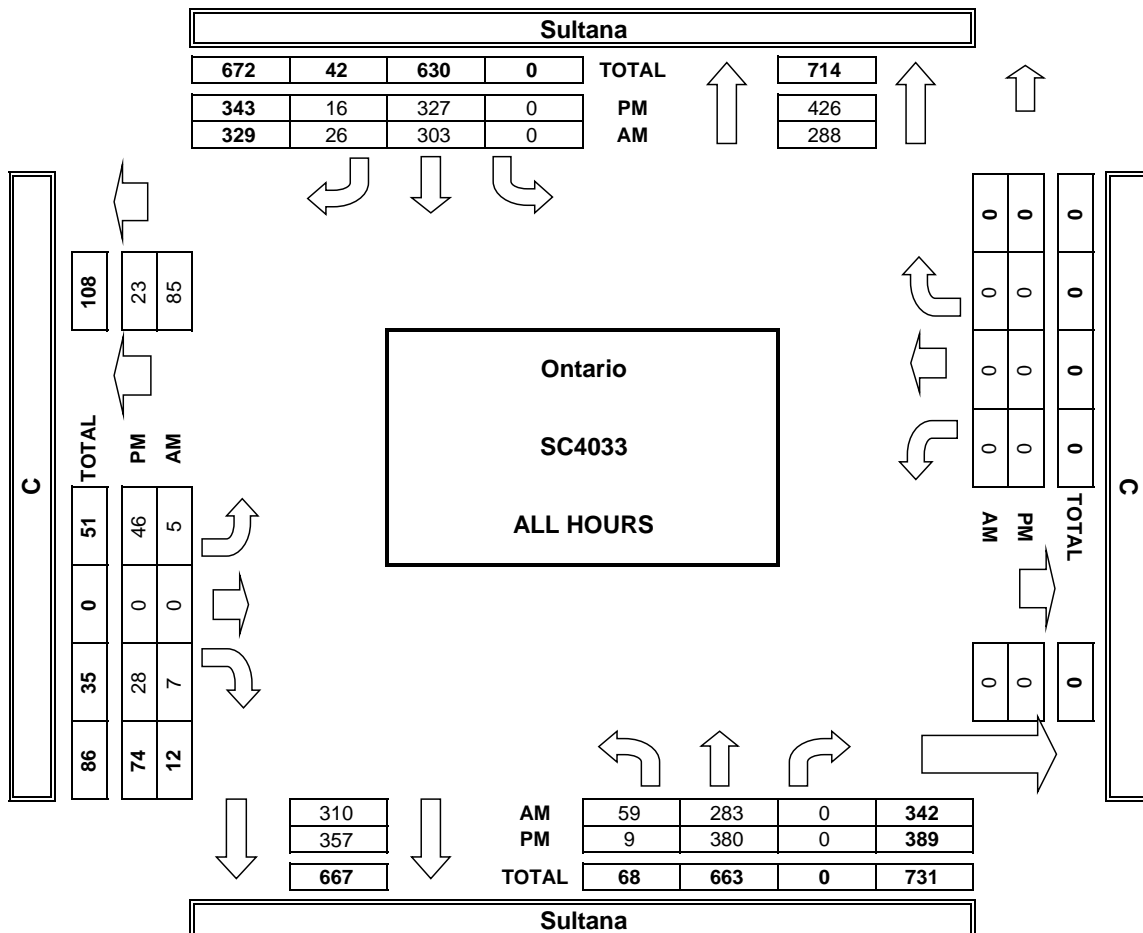 Sultana
672 42 630 0 TOTAL 714
343 16 327 0 PM 426
329 26 303 0 AM 288
C
108 23 85
TOTAL PM AM
51 46 5
0 0 0
35 28 7
86 74 12
Ontario
SC4033
ALL HOURS
0 0 0
0 0 0
0 0 0
0 0 0
AM PM TOTAL
0 0 0
C
310 AM 59 283 0 342
357 PM 9 380 0 389
667 TOTAL 68 663 0 731
Sultana